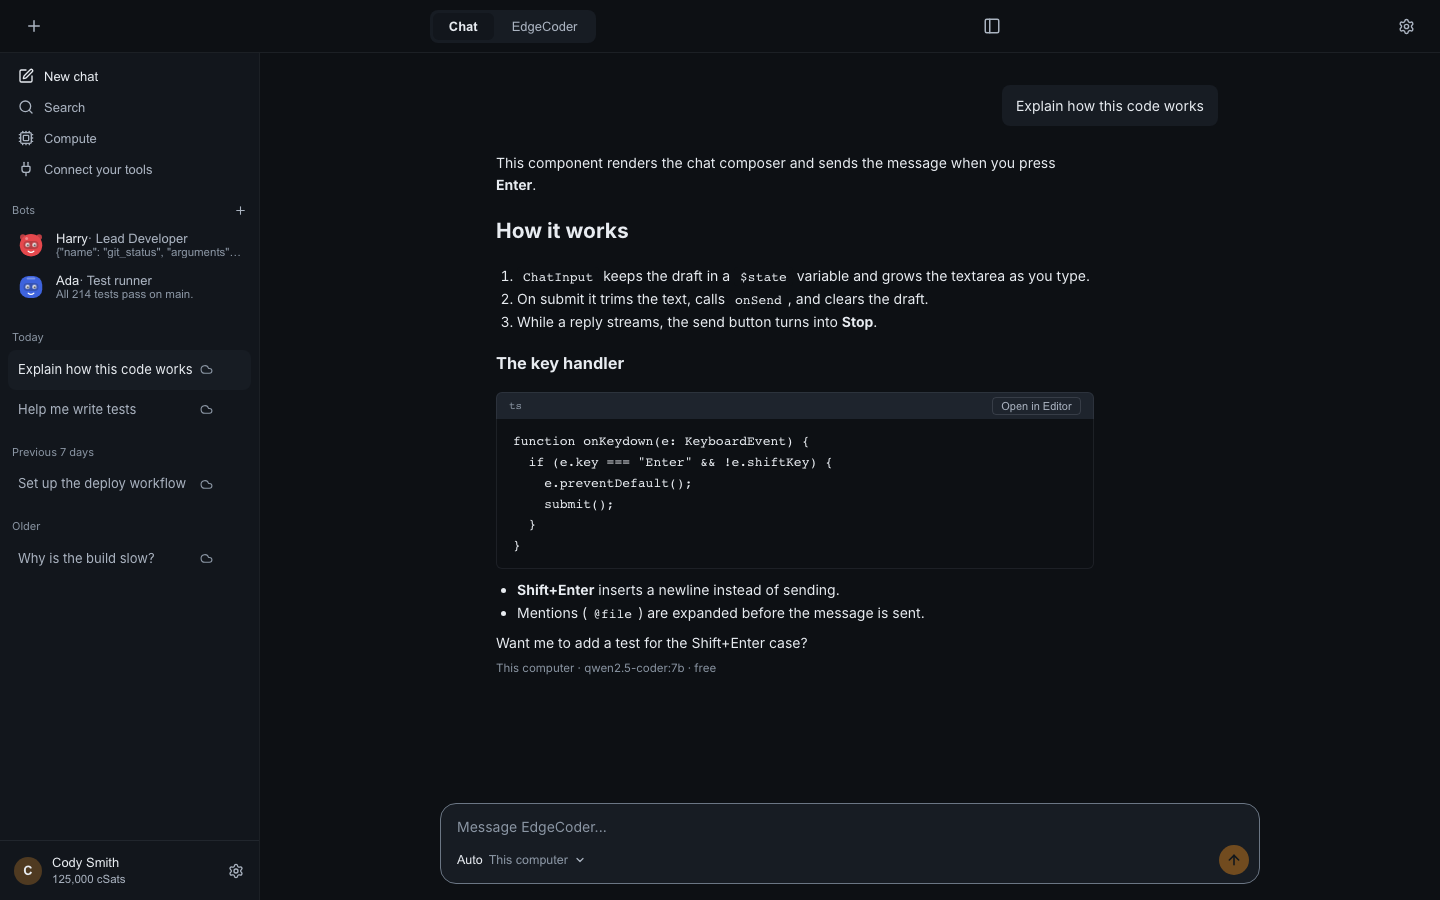 Chat
EdgeCoder
New chat
Search
Compute
Connect your tools
Bots
Harry· Lead Developer
{"name": "git_status", "arguments"…
Ada· Test runner
All 214 tests pass on main.
Today
Explain how this code works
Help me write tests
Previous 7 days
Set up the deploy workflow
Older
Why is the build slow?
C
Cody Smith
125,000 cSats
Explain how this code works
This component renders the chat composer and sends the message when you press
Enter.
How it works
1. ChatInput keeps the draft in a $state variable and grows the textarea as you type.
2. On submit it trims the text, calls onSend , and clears the draft.
3. While a reply streams, the send button turns into Stop.
The key handler
ts
Open in Editor
function onKeydown(e: KeyboardEvent) {
  if (e.key === "Enter" && !e.shiftKey) {
    e.preventDefault();
    submit();
  }
}
• Shift+Enter inserts a newline instead of sending.
• Mentions ( @file ) are expanded before the message is sent.
Want me to add a test for the Shift+Enter case?
This computer · qwen2.5-coder:7b · free
Message EdgeCoder...
Auto This computer